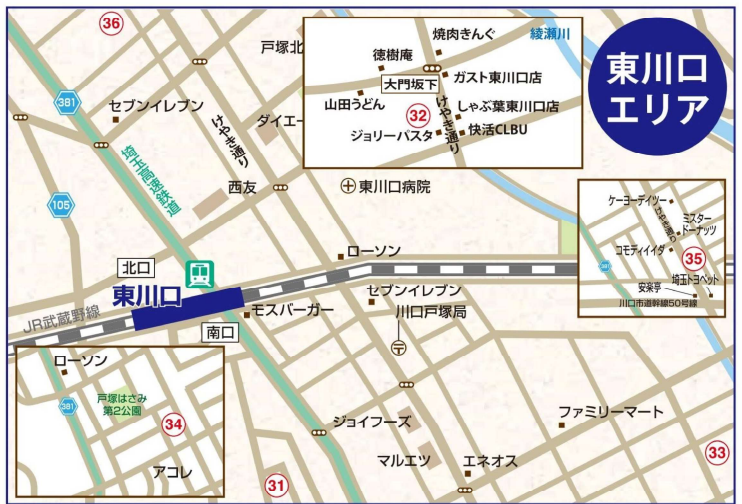 東川口
エリア
36
381
セブンイレブン
戸塚北
ダイエー
けやき通り
埼玉高速鉄道
105
西友
東川口病院
北口
東川口
JR武蔵野線
南口
モスバーガー
ローソン
セブンイレブン
川口戸塚局
ジョイフーズ
マルエツ
エネオス
ファミリーマート
31
33
焼肉きんぐ
綾瀬川
徳樹庵
大門坂下
ガスト東川口店
山田うどん
32
けやき通り
しゃぶ葉東川口店
ジョリーパスタ
快活CLBU
ケーヨーデイツー
けやき通り
ミスター
ドーナッツ
コモディイイダ
35
381
埼玉トヨペット
安楽亭
川口市道幹線50号線
ローソン
381
戸塚はさみ
第2公園
34
アコレ